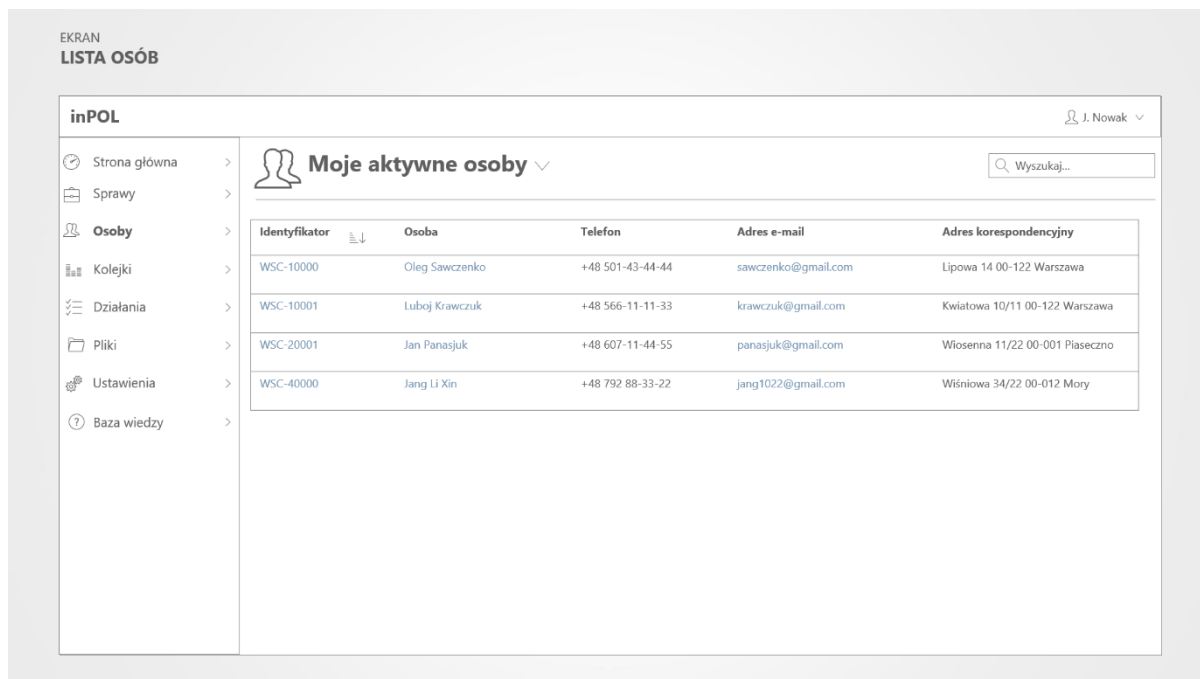 EKRAN
LISTA OSÓB
inPOL
J. Nowak
Strona główna
Sprawy
Osoby
Kolejki
Działania
Pliki
Ustawienia
Baza wiedzy
Moje aktywne osoby
Wyszukaj...
Identyfikator Osoba Telefon Adres e-mail Adres korespondencyjny
WSC-10000 Oleg Sawczenko +48 501-43-44-44 sawczenko@gmail.com Lipowa 14 00-122 Warszawa
WSC-10001 Luboj Krawczuk +48 566-11-11-33 krawczuk@gmail.com Kwiatowa 10/11 00-122 Warszawa
WSC-20001 Jan Panasjuk +48 607-11-44-55 panasjuk@gmail.com Wiosenna 11/22 00-001 Piaseczno
WSC-40000 Jang Li Xin +48 792 88-33-22 jang1022@gmail.com Wiśniowa 34/22 00-012 Mory